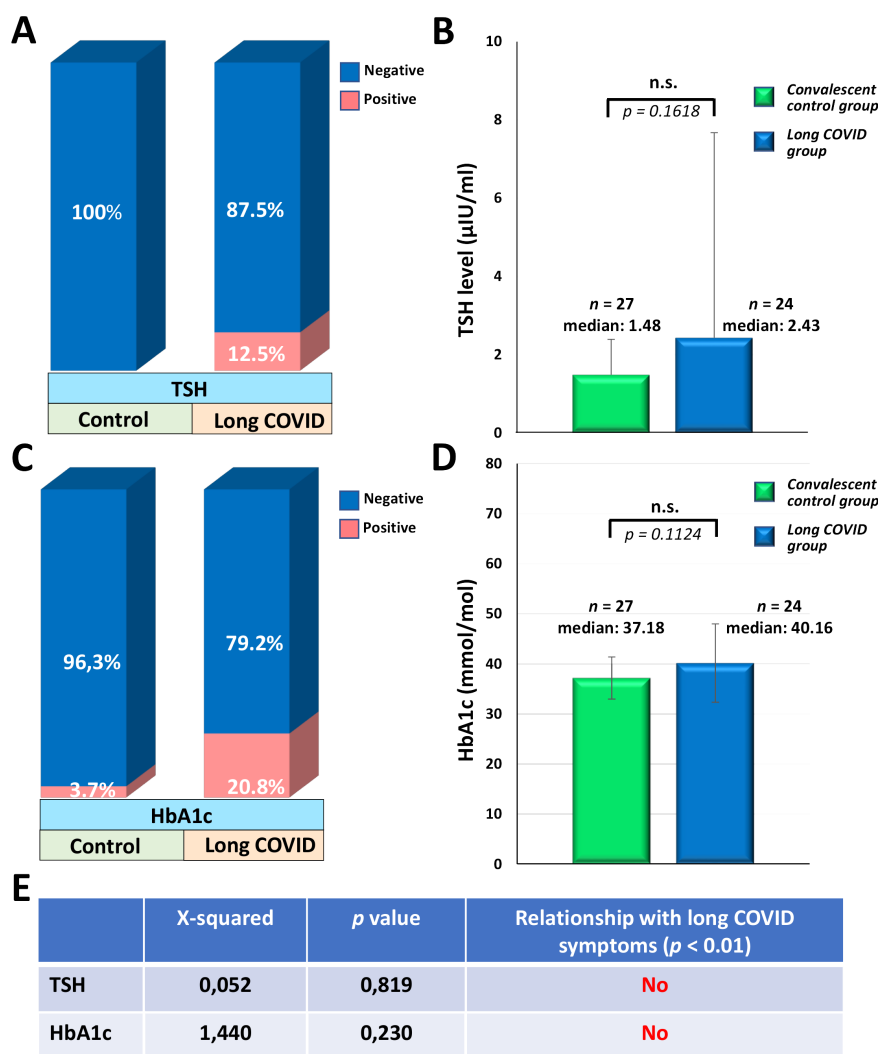 A
Negative
Positive
100%
87.5%
12.5%
TSH
Control
Long COVID
B
10
8
6
4
2
0
TSH level (µIU/ml)
n.s.
p = 0.1618
Convalescent
control group
Long COVID
group
n = 27
median: 1.48
n = 24
median: 2.43
C
Negative
Positive
96,3%
79.2%
3.7%
20.8%
HbA1c
Control
Long COVID
D
80
70
60
50
40
30
20
10
0
HbA1c (mmol/mol)
n.s.
p = 0.1124
Convalescent
control group
Long COVID
group
n = 27
median: 37.18
n = 24
median: 40.16
E
X-squared
p value
Relationship with long COVID
symptoms (p < 0.01)
TSH 0,052 0,819 No
HbA1c 1,440 0,230 No